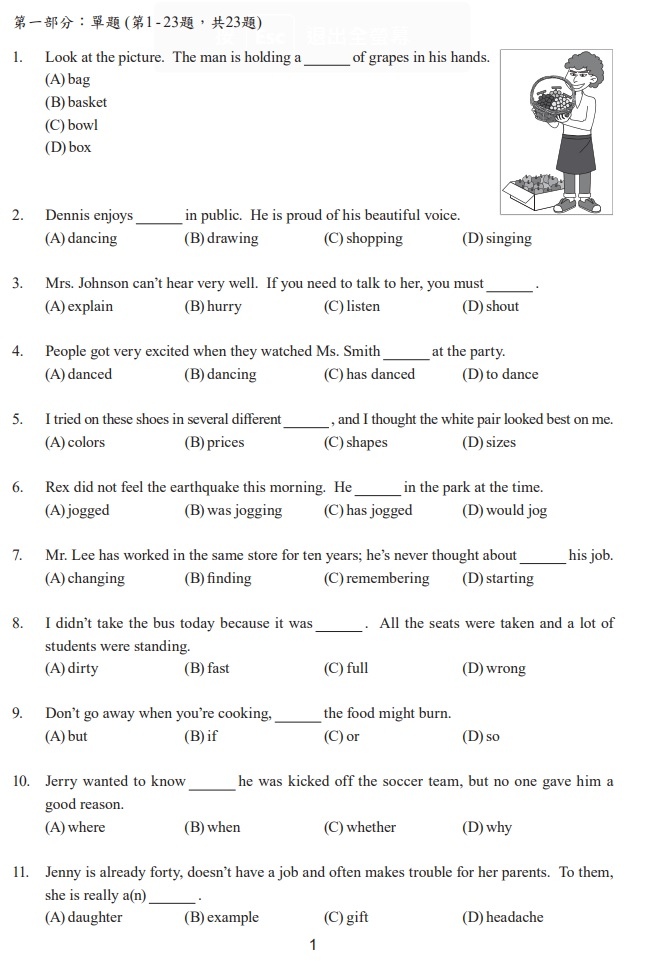 第一部分：單題 (第1-23題，共23題)
1. Look at the picture. The man is holding a ______ of grapes in his hands.
(A) bag
(B) basket
(C) bowl
(D) box
2. Dennis enjoys ______ in public. He is proud of his beautiful voice.
(A) dancing (B) drawing (C) shopping (D) singing
3. Mrs. Johnson can’t hear very well. If you need to talk to her, you must ______ .
(A) explain (B) hurry (C) listen (D) shout
4. People got very excited when they watched Ms. Smith ______ at the party.
(A) danced (B) dancing (C) has danced (D) to dance
5. I tried on these shoes in several different ______ , and I thought the white pair looked best on me.
(A) colors (B) prices (C) shapes (D) sizes
6. Rex did not feel the earthquake this morning. He ______ in the park at the time.
(A) jogged (B) was jogging (C) has jogged (D) would jog
7. Mr. Lee has worked in the same store for ten years; he’s never thought about ______ his job.
(A) changing (B) finding (C) remembering (D) starting
8. I didn’t take the bus today because it was ______ . All the seats were taken and a lot of
students were standing.
(A) dirty (B) fast (C) full (D) wrong
9. Don’t go away when you’re cooking, ______ the food might burn.
(A) but (B) if (C) or (D) so
10. Jerry wanted to know ______ he was kicked off the soccer team, but no one gave him a
good reason.
(A) where (B) when (C) whether (D) why
11. Jenny is already forty, doesn’t have a job and often makes trouble for her parents. To them,
she is really a(n) ______ .
(A) daughter (B) example (C) gift (D) headache
1